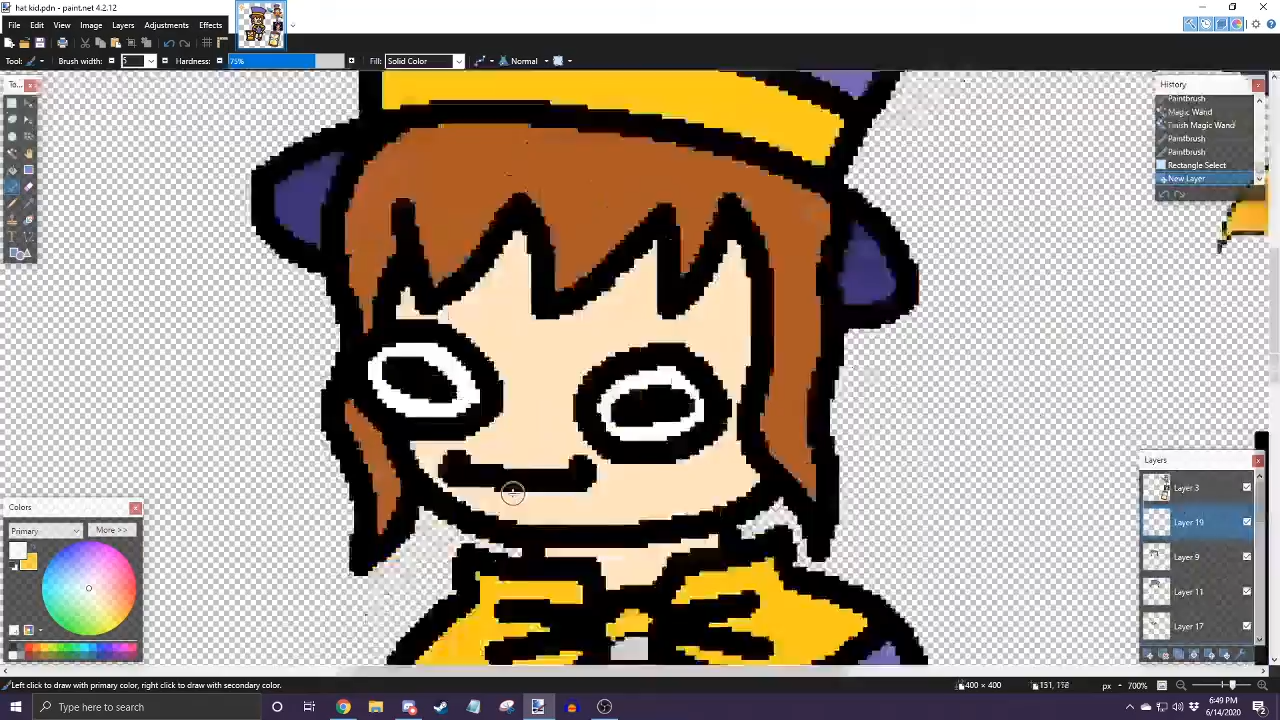 hat kid.pdn - paint.net 4.2.12
File Edit View Image Layers Adjustments Effects
Tool: Brush width: 5 Hardness: 75% Fill: Solid Color Normal
To...
History
Paintbrush
Magic Wand
Finish Magic Wand
Paintbrush
Paintbrush
Rectangle Select
New Layer
Layers
Layer 3
Layer 19
Layer 9
Layer 11
Layer 17
Colors
Primary More >>
Left click to draw with primary color, right click to draw with secondary color. 400 × 400 px 700%
Type here to search
6:49 PM
6/14/2020